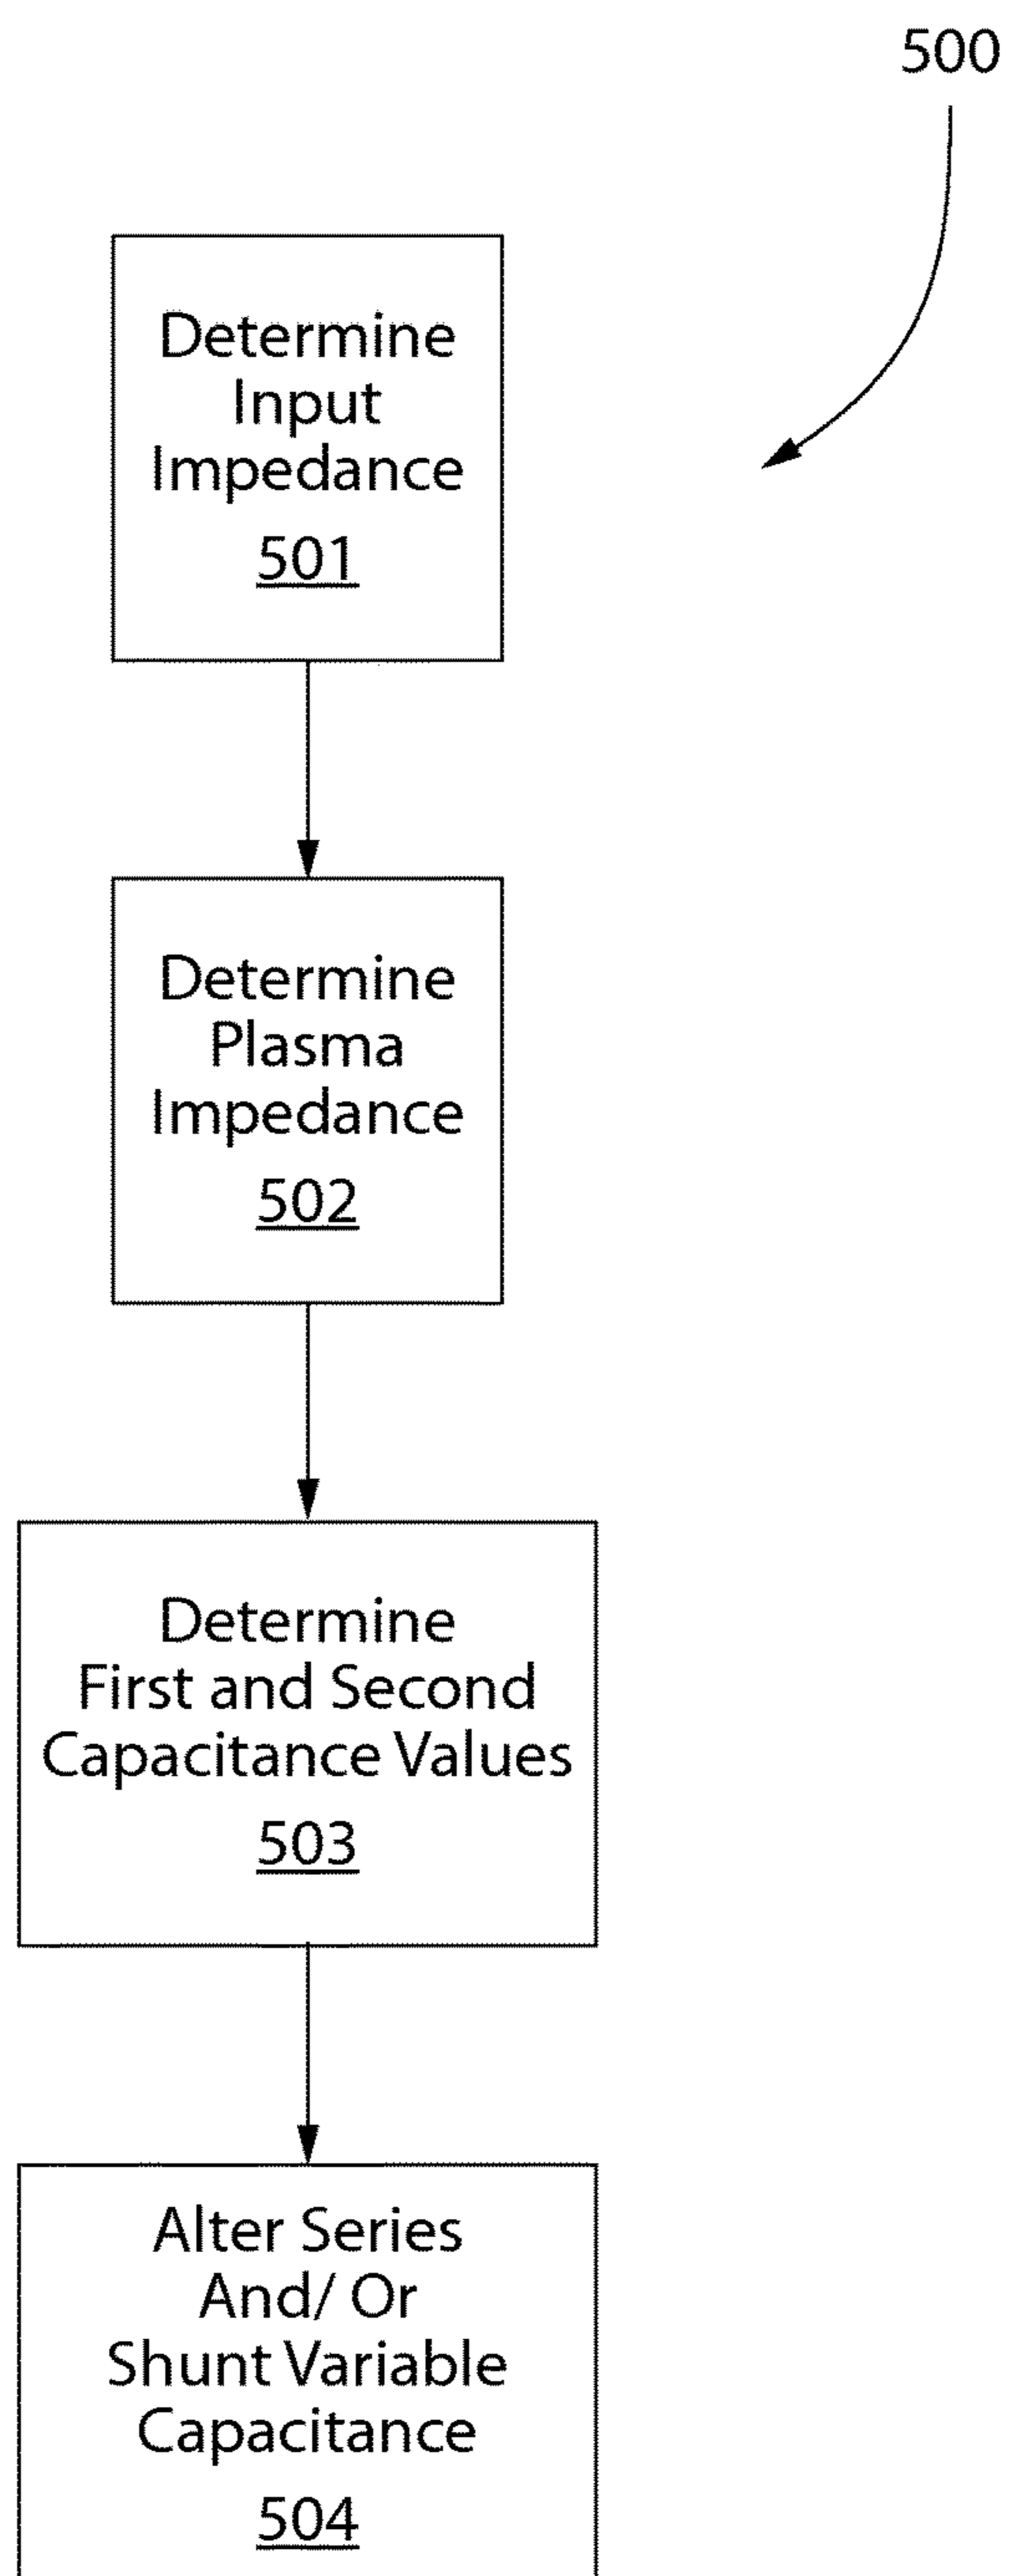 500
Determine
Input
Impedance
501
Determine
Plasma
Impedance
502
Determine
First and Second
Capacitance Values
503
Alter Series
And/ Or
Shunt Variable
Capacitance
504